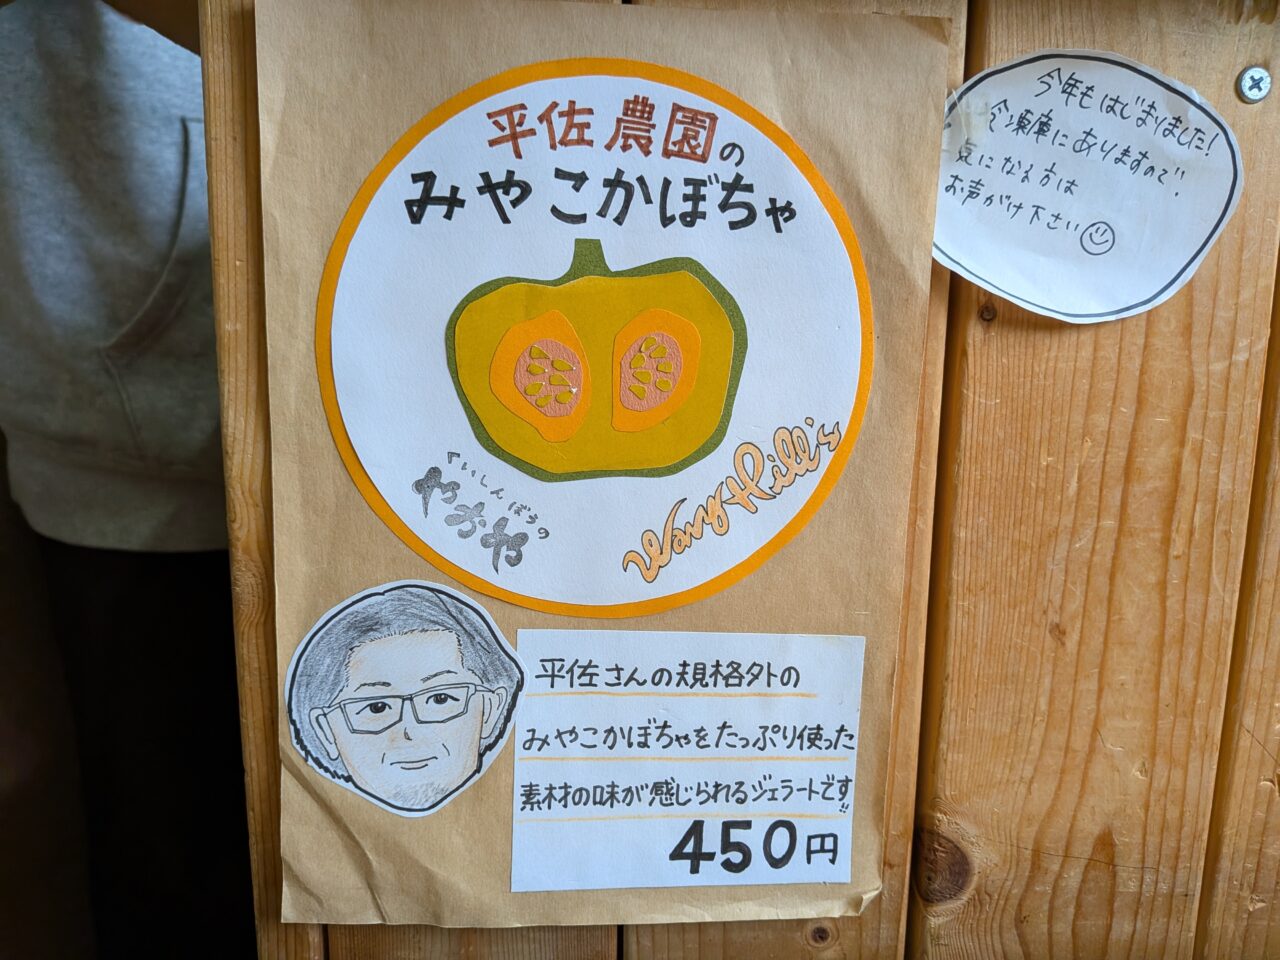 平佐農園の
みやこかぼちゃ
くいしんぼうの
やおや
WangHill's
今年もはじまりました!
冷凍庫にありますので、
気になる方は
お声がけ下さい
平佐さんの規格外の
みやこかぼちゃをたっぷり使った
素材の味が感じられるジェラートです!!
450円